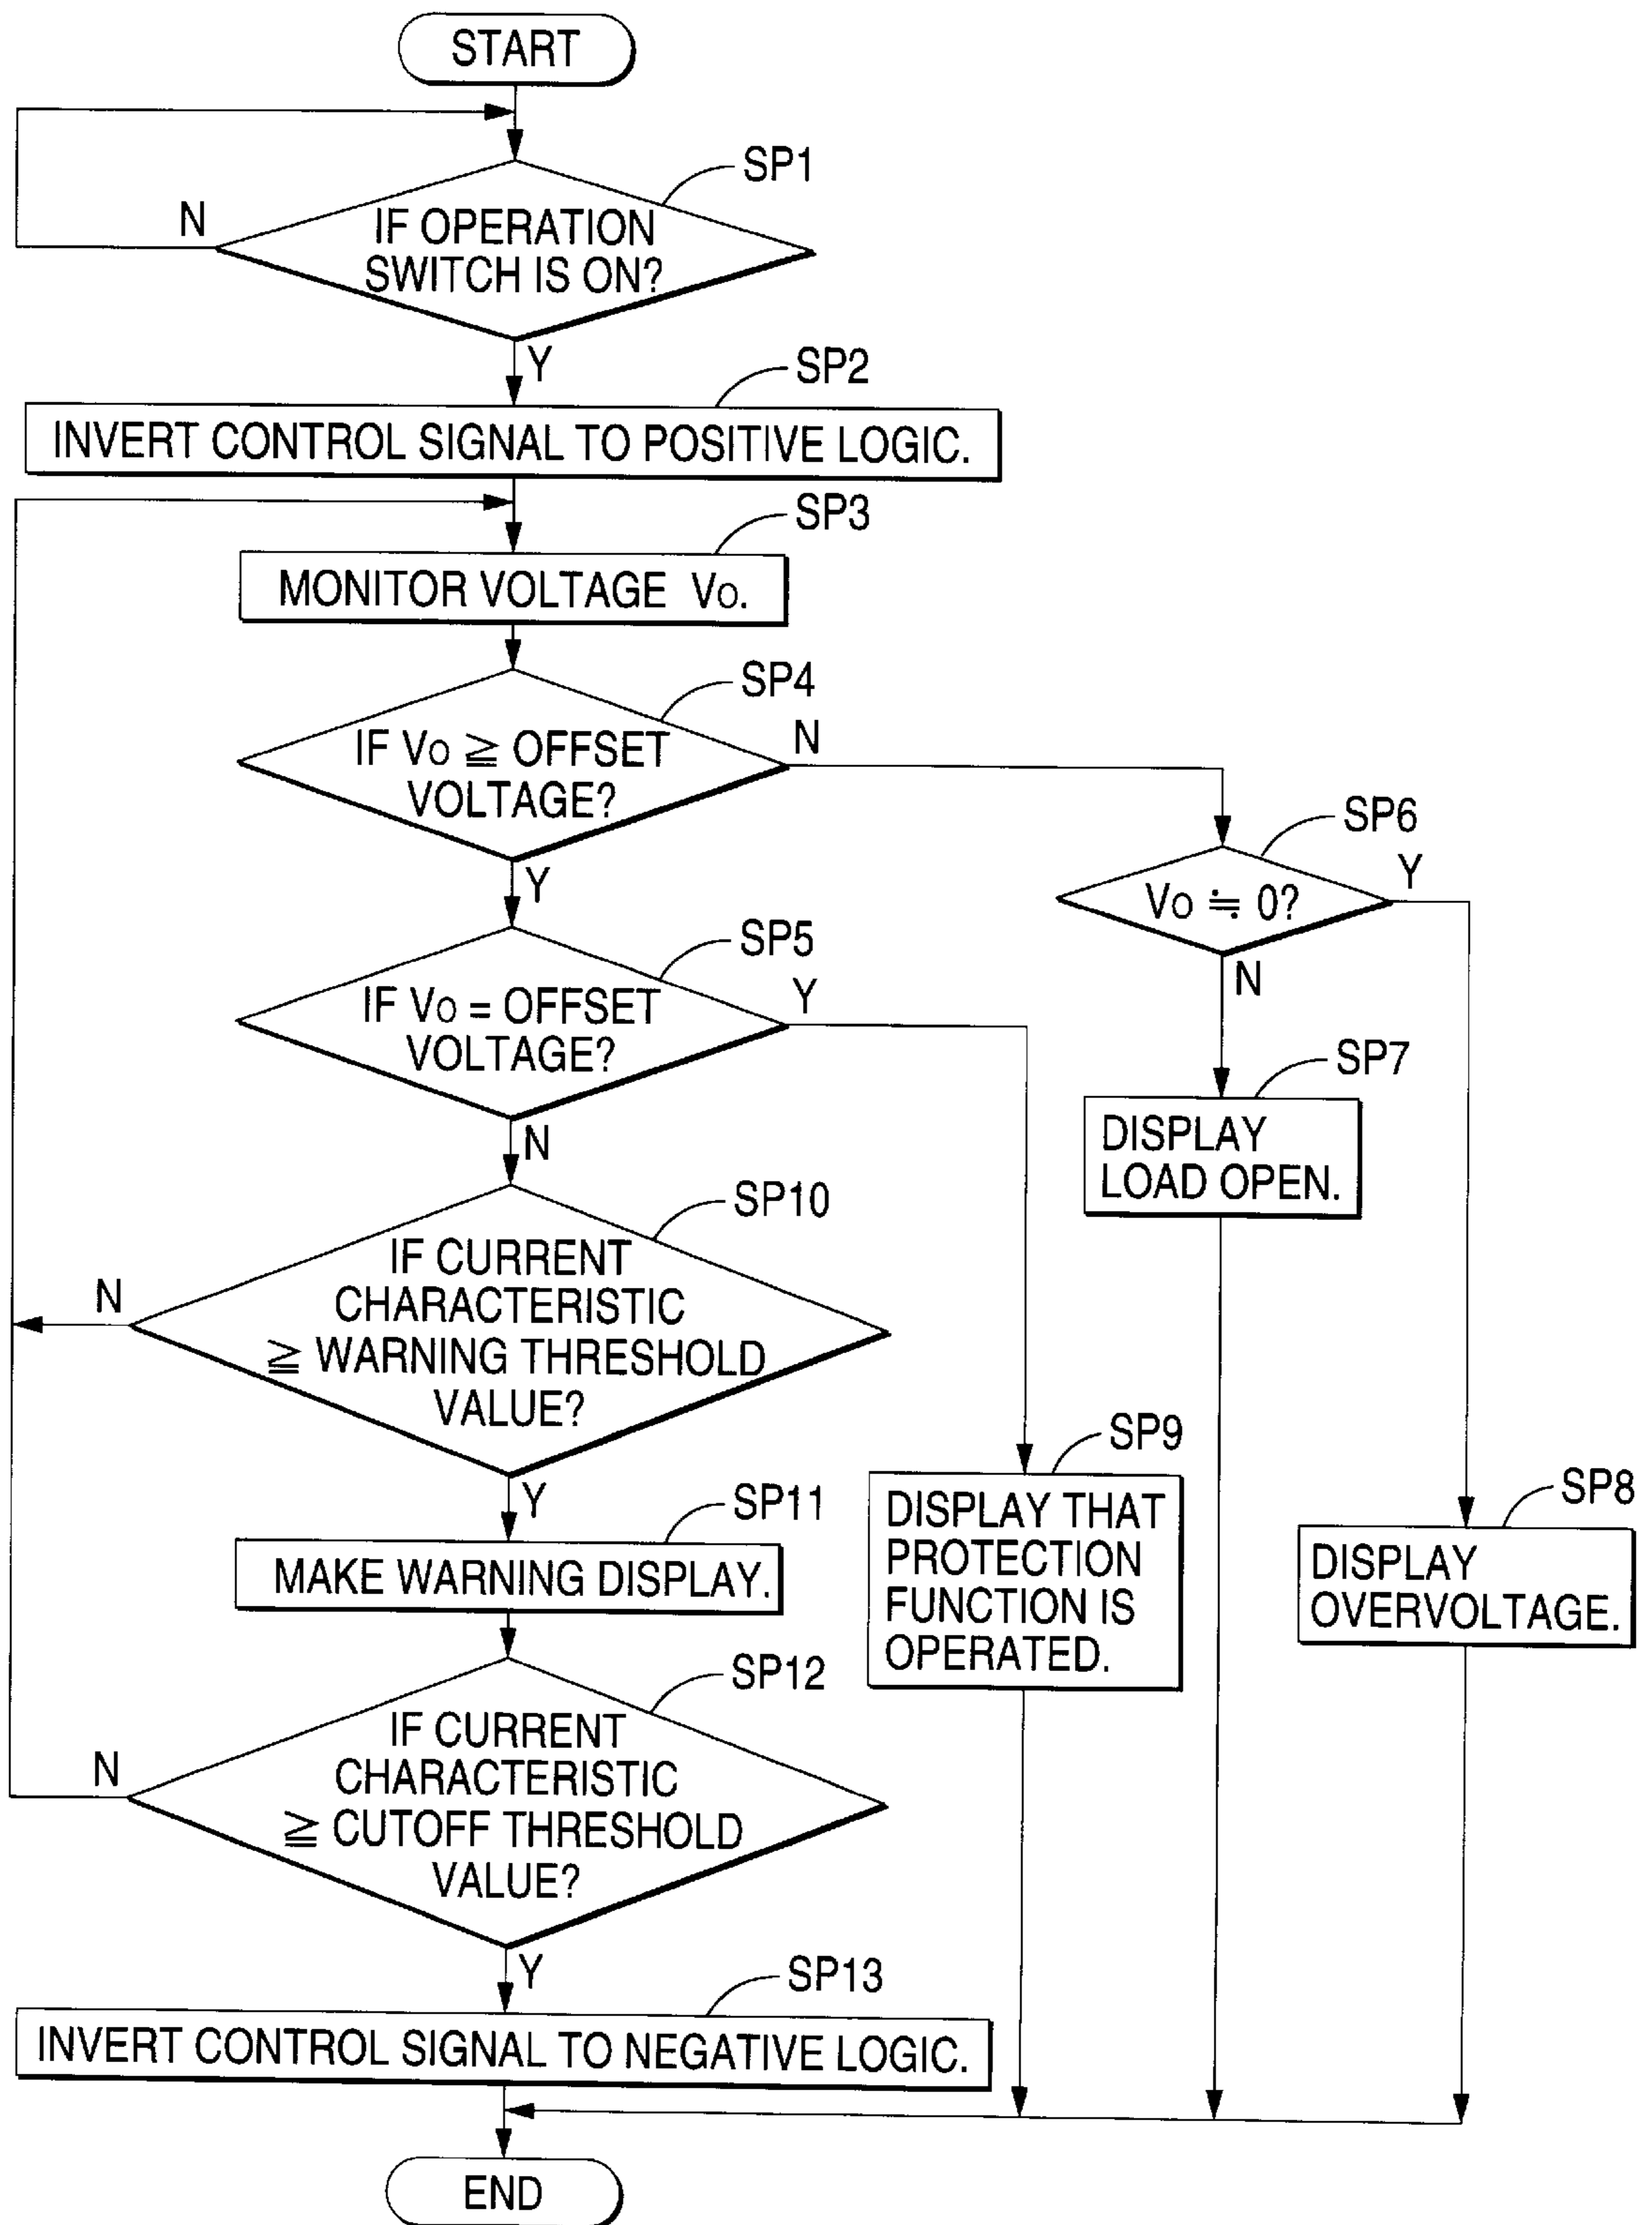 START
SP1
N
IF OPERATION
SWITCH IS ON?
Y
SP2
INVERT CONTROL SIGNAL TO POSITIVE LOGIC.
SP3
MONITOR VOLTAGE Vo.
SP4
IF Vo ≧ OFFSET
VOLTAGE?
N
Y
SP6
Vo ≒ 0?
Y
N
SP5
IF Vo = OFFSET
VOLTAGE?
Y
N
SP7
DISPLAY
LOAD OPEN.
SP10
IF CURRENT
CHARACTERISTIC
≧ WARNING THRESHOLD
VALUE?
N
Y
SP9
DISPLAY THAT
PROTECTION
FUNCTION IS
OPERATED.
SP8
DISPLAY
OVERVOLTAGE.
SP11
MAKE WARNING DISPLAY.
SP12
IF CURRENT
CHARACTERISTIC
≧ CUTOFF THRESHOLD
VALUE?
N
Y
SP13
INVERT CONTROL SIGNAL TO NEGATIVE LOGIC.
END